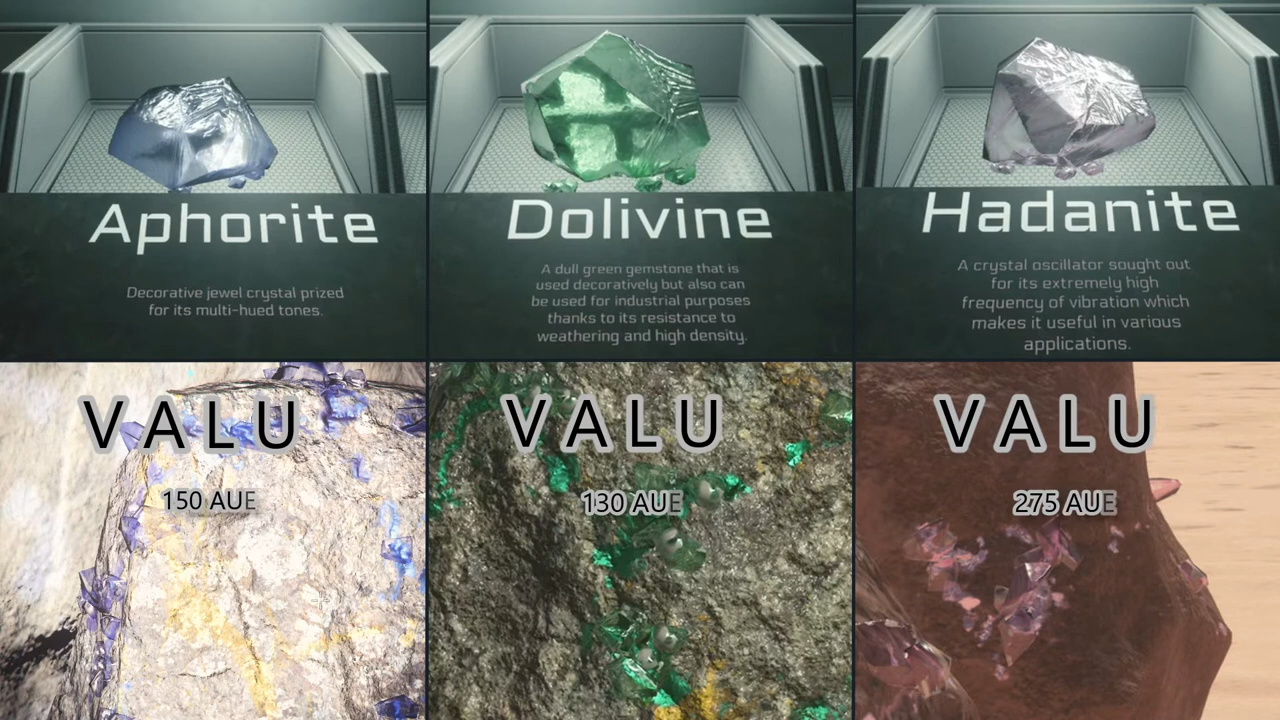 Aphorite
Decorative jewel crystal prized
for its multi-hued tones.
Dolivine
A dull green gemstone that is
used decoratively but also can
be used for industrial purposes
thanks to its resistance to
weathering and high density.
Hadanite
A crystal oscillator sought out
for its extremely high
frequency of vibration which
makes it useful in various
applications.
VALU
150 AUE
VALU
130 AUE
VALU
275 AUE